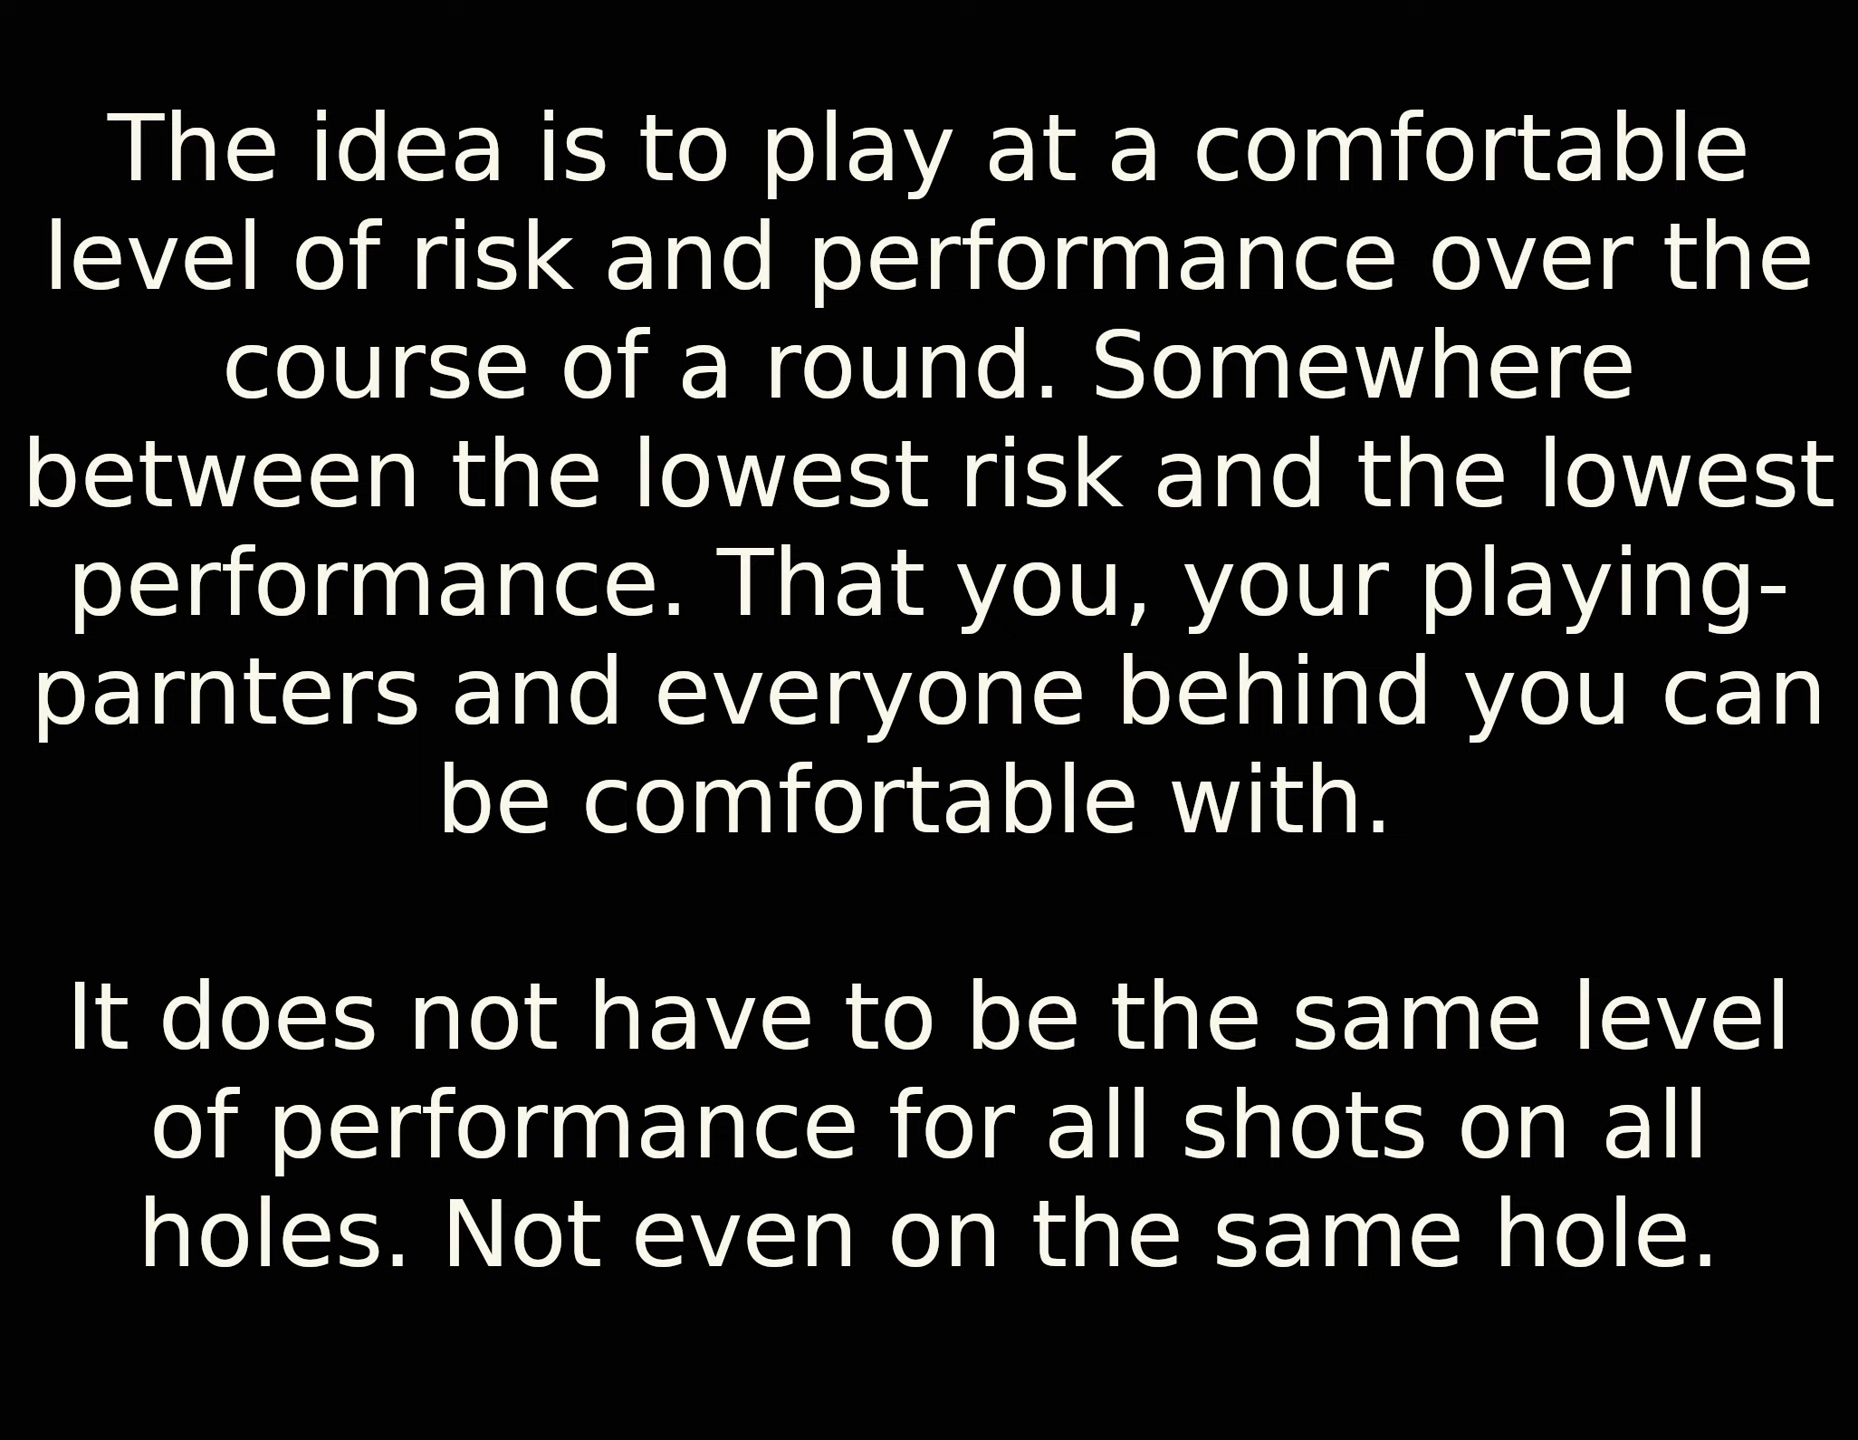 The idea is to play at a comfortable
level of risk and performance over the
course of a round. Somewhere
between the lowest risk and the lowest
performance. That you, your playing-
parnters and everyone behind you can
be comfortable with.
It does not have to be the same level
of performance for all shots on all
holes. Not even on the same hole.